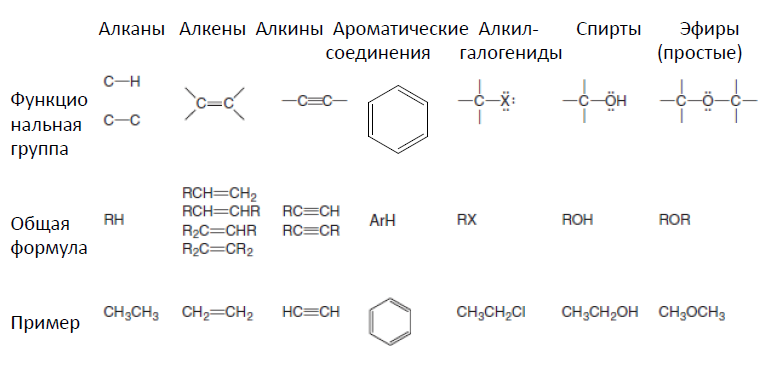 Алканы Алкены Алкины Ароматические соединения Алкил-галогениды Спирты Эфиры (простые)
Функцио
нальная
группа
C—H
C—C
C=C
—C≡C—
—C—Ẍ:
—C—ÖH
—C—Ö—C—
Общая
формула
RH
RCH=CH₂
RCH=CHR
R₂C=CHR
R₂C=CR₂
RC≡CH
RC≡CR
ArH
RX
ROH
ROR
Пример
CH₃CH₃
CH₂=CH₂
HC≡CH
CH₃CH₂Cl
CH₃CH₂OH
CH₃OCH₃